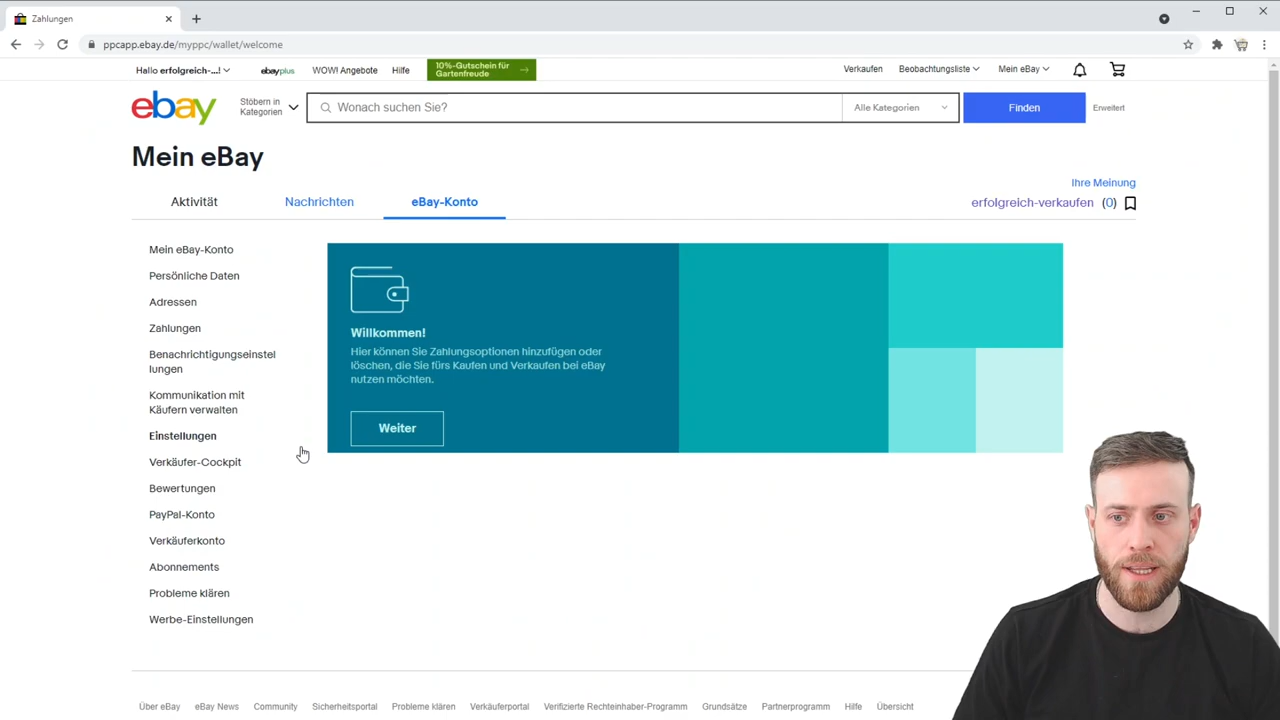 Zahlungen
ppcapp.ebay.de/myppc/wallet/welcome
Hallo erfolgreich-...!
ebayplus
WOW! Angebote
Hilfe
10%-Gutschein für
Gartenfreude
Verkaufen
Beobachtungsliste
Mein eBay
ebay
Stöbern in
Kategorien
Wonach suchen Sie?
Alle Kategorien
Finden
Erweitert
Mein eBay
Ihre Meinung
Aktivität
Nachrichten
eBay-Konto
erfolgreich-verkaufen (0)
Mein eBay-Konto
Persönliche Daten
Adressen
Zahlungen
Benachrichtigungseinstel
lungen
Kommunikation mit
Käufern verwalten
Einstellungen
Verkäufer-Cockpit
Bewertungen
PayPal-Konto
Verkäuferkonto
Abonnements
Probleme klären
Werbe-Einstellungen
Willkommen!
Hier können Sie Zahlungsoptionen hinzufügen oder
löschen, die Sie fürs Kaufen und Verkaufen bei eBay
nutzen möchten.
Weiter
Über eBay
eBay News
Community
Sicherheitsportal
Probleme klären
Verkäuferportal
Verifizierte Rechteinhaber-Programm
Grundsätze
Partnerprogramm
Hilfe
Übersicht